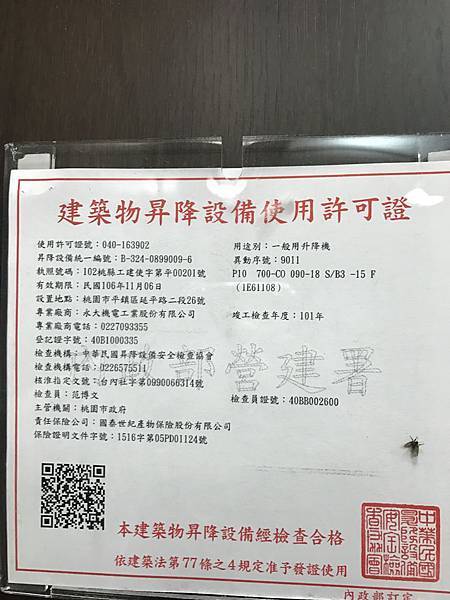 建築物昇降設備使用許可證
使用許可證號：040-163902
用途別：一般用升降機
昇降設備統一編號：B-324-0899009-6
異動序號：9011
執照號碼：102桃縣工建使字第平00201號
P10 700-CO 090-18 S/B3 -15 F
有效期限：民國106年11月06日
(1E61108)
設置地點：桃園市平鎮區延平路二段26號
專業廠商：永大機電工業股份有限公司
竣工檢查年度：101年
專業廠商電話：0227093355
登記證字號：40B1000335
檢查機構：中華民國昇降設備安全檢查協會
檢查機構電話：0226575511
內政部營建署
核准指定文號：台內社字第0990066314號
檢查員：范博文
檢查員證號：40BB002600
主管機關：桃園市政府
責任保險公司：國泰世紀產物保險股份有限公司
保險證明文件字號：1516字第05PD01124號
本建築物昇降設備經檢查合格
依建築法第77條之4規定准予發證使用
內政部訂定